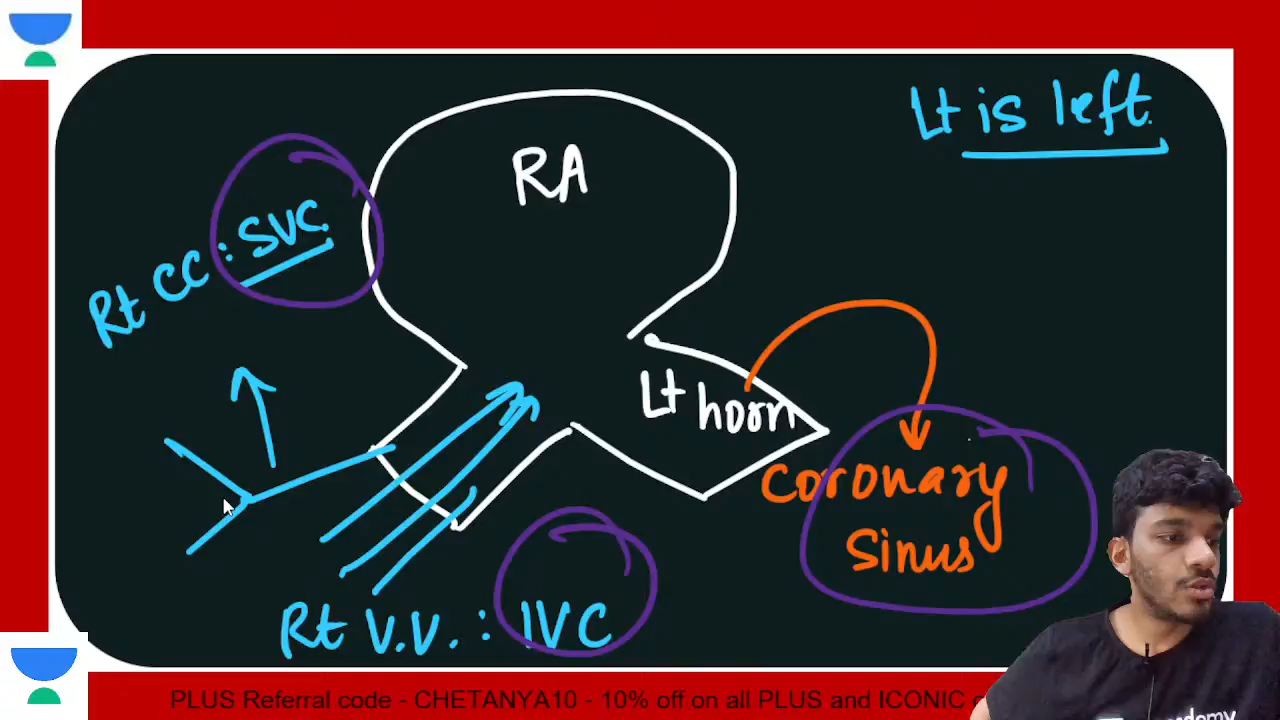 Lt is left.
RA
Rt CC : SVC.
Lt horn
Coronary
Sinus
Rt V.V. : IVC
PLUS Referral code - CHETANYA10 - 10% off on all PLUS and ICONIC